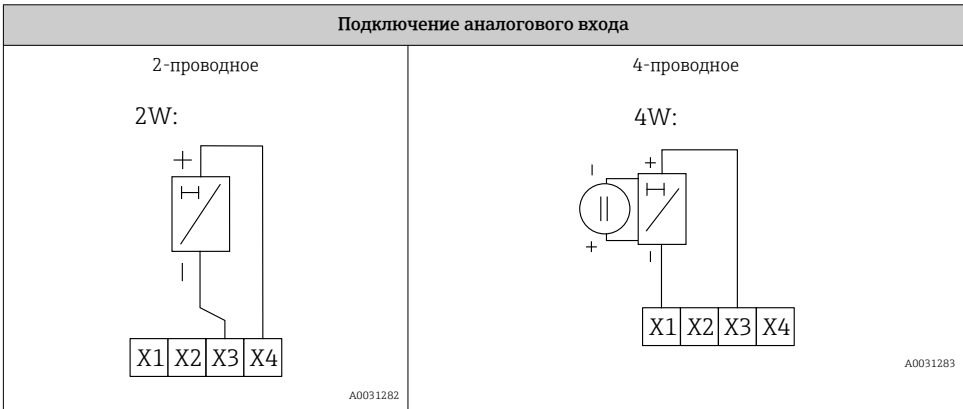 Подключение аналогового входа
2-проводное
2W:
+
−
X1 X2 X3 X4
A0031282
4-проводное
4W:
−
+
+
−
X1 X2 X3 X4
A0031283